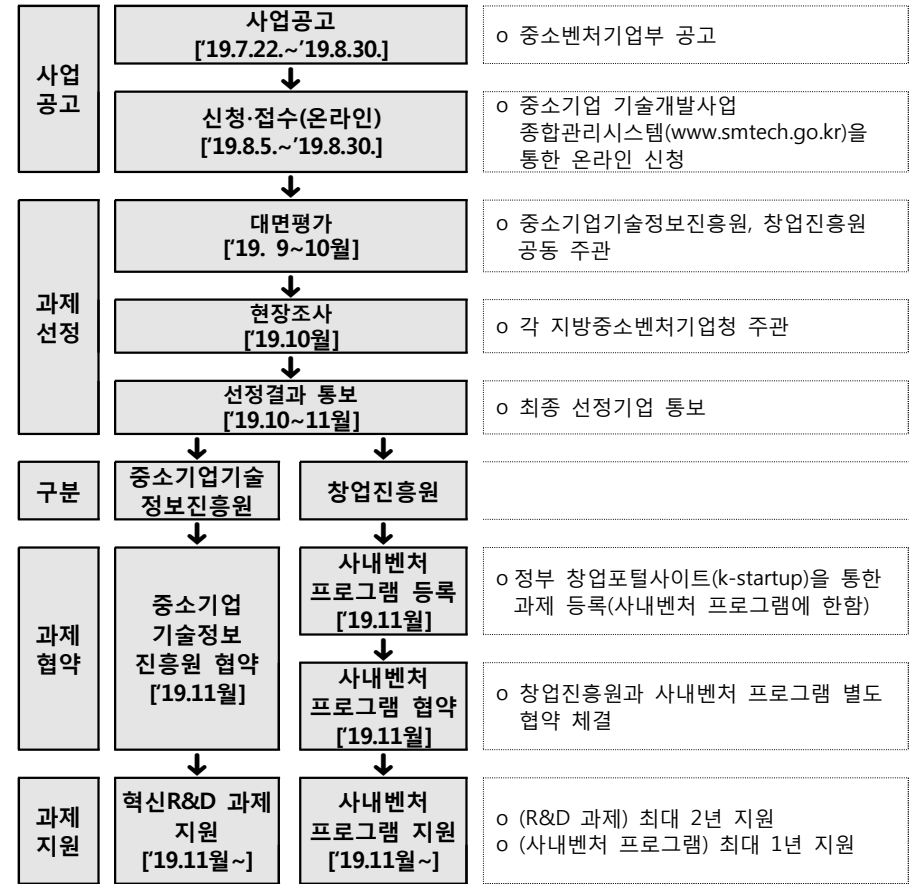 사업
공고
사업공고
['19.7.22.~'19.8.30.]
o 중소벤처기업부 공고
신청·접수(온라인)
['19.8.5.~'19.8.30.]
o 중소기업 기술개발사업
종합관리시스템(www.smtech.go.kr)을
통한 온라인 신청
과제
선정
대면평가
['19. 9~10월]
o 중소기업기술정보진흥원, 창업진흥원
공동 주관
현장조사
['19.10월]
o 각 지방중소벤처기업청 주관
선정결과 통보
['19.10~11월]
o 최종 선정기업 통보
구분
중소기업기술
정보진흥원
창업진흥원
과제
협약
중소기업
기술정보
진흥원 협약
['19.11월]
사내벤처
프로그램 등록
['19.11월]
o 정부 창업포털사이트(k-startup)을 통한
과제 등록(사내벤처 프로그램에 한함)
사내벤처
프로그램 협약
['19.11월]
o 창업진흥원과 사내벤처 프로그램 별도
협약 체결
과제
지원
혁신R&D 과제
지원
['19.11월~]
사내벤처
프로그램 지원
['19.11월~]
o (R&D 과제) 최대 2년 지원
o (사내벤처 프로그램) 최대 1년 지원